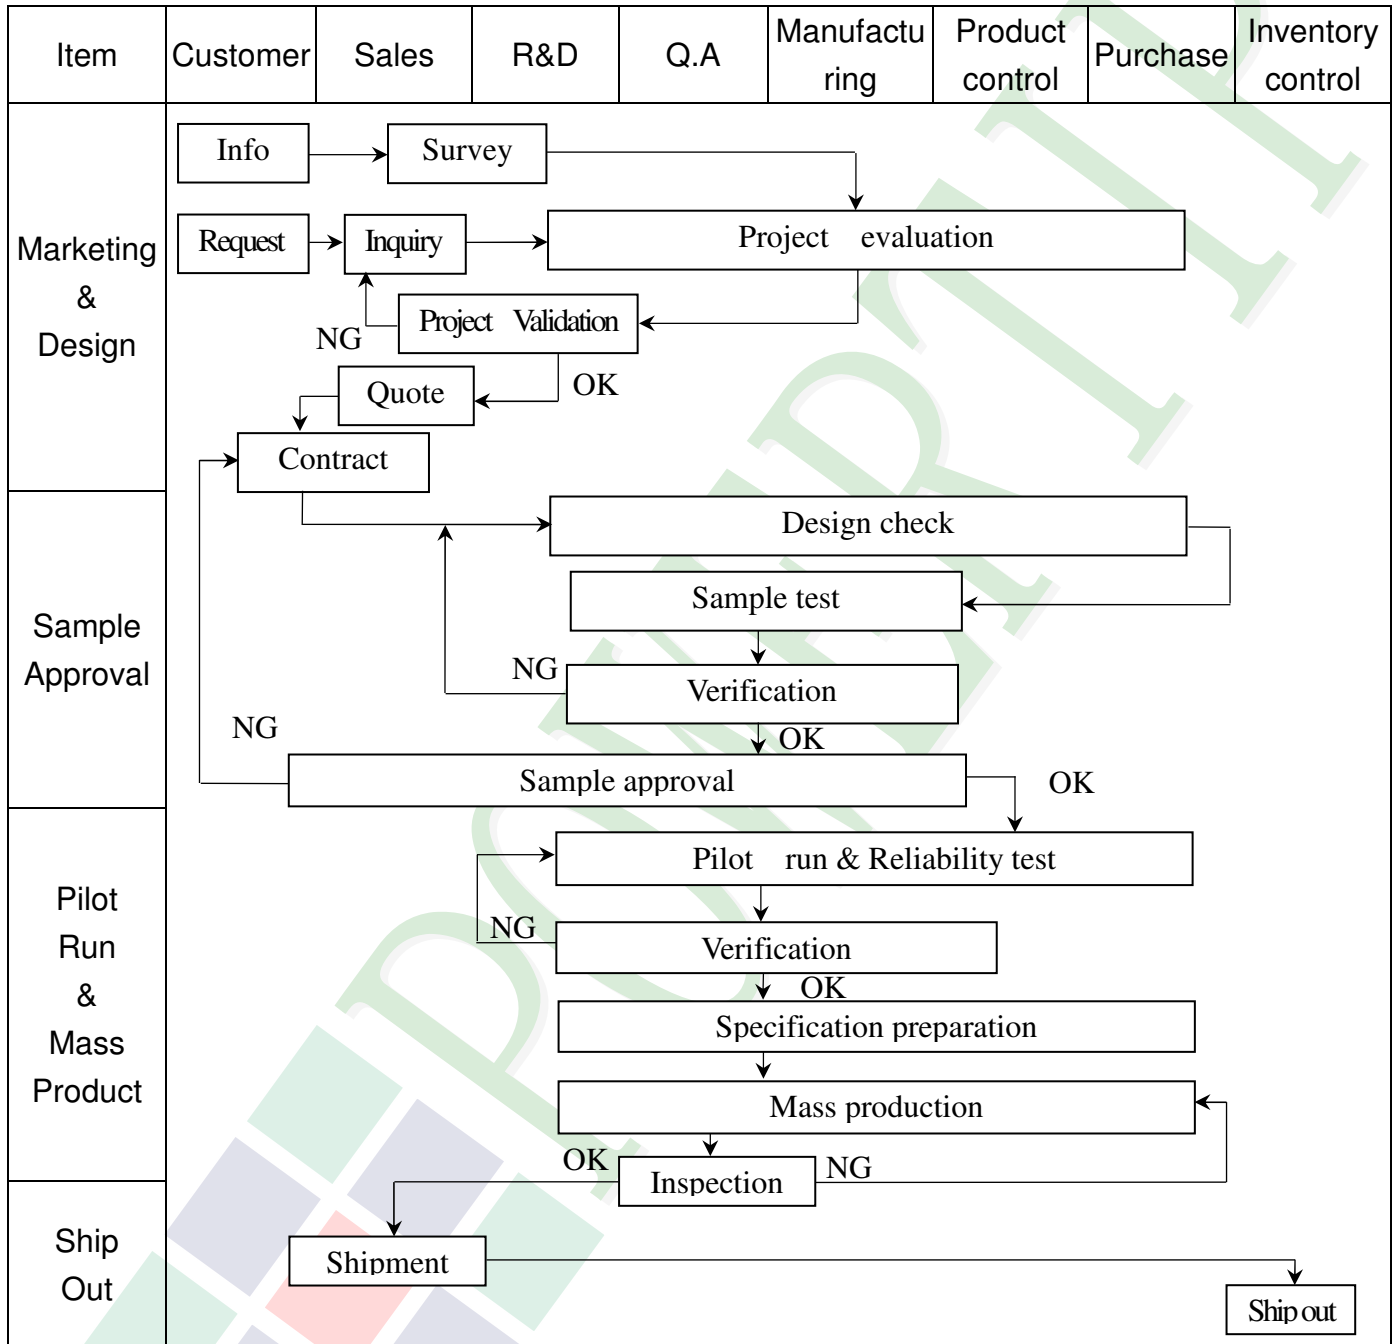 Item Customer Sales R&D Q.A Manufactu Product Purchase Inventory
ring control control
Info Survey
Request Inquiry Project evaluation
Marketing
&
Design
Project Validation
NG
OK
Quote
Contract
Design check
Sample test
Sample
Approval
NG
Verification
NG
OK
Sample approval
OK
Pilot run & Reliability test
Pilot
Run
&
Mass
Product
NG
Verification
OK
Specification preparation
Mass production
OK
Inspection
NG
Ship
Out
Shipment
Ship out
POWERTIP